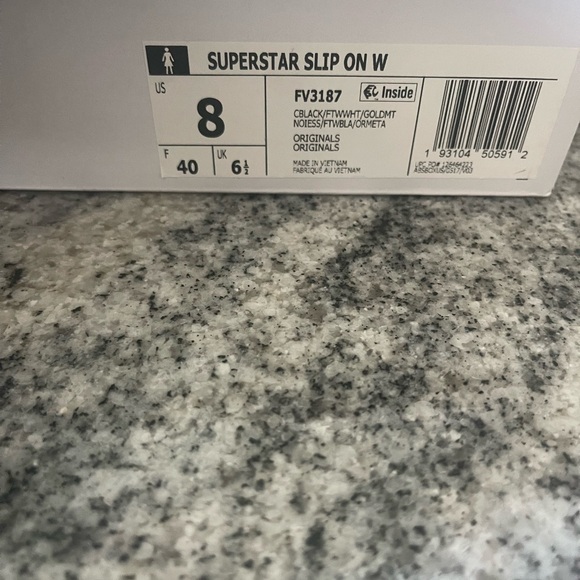 SUPERSTAR SLIP ON W
US
8
F
40
UK
6½
FV3187
Inside
CBLACK/FTWWHT/GOLDMT
NOIESS/FTWBLA/ORMETA
ORIGINALS
ORIGINALS
MADE IN VIETNAM
FABRIQUÉ AU VIETNAM
1 93104 50591 2